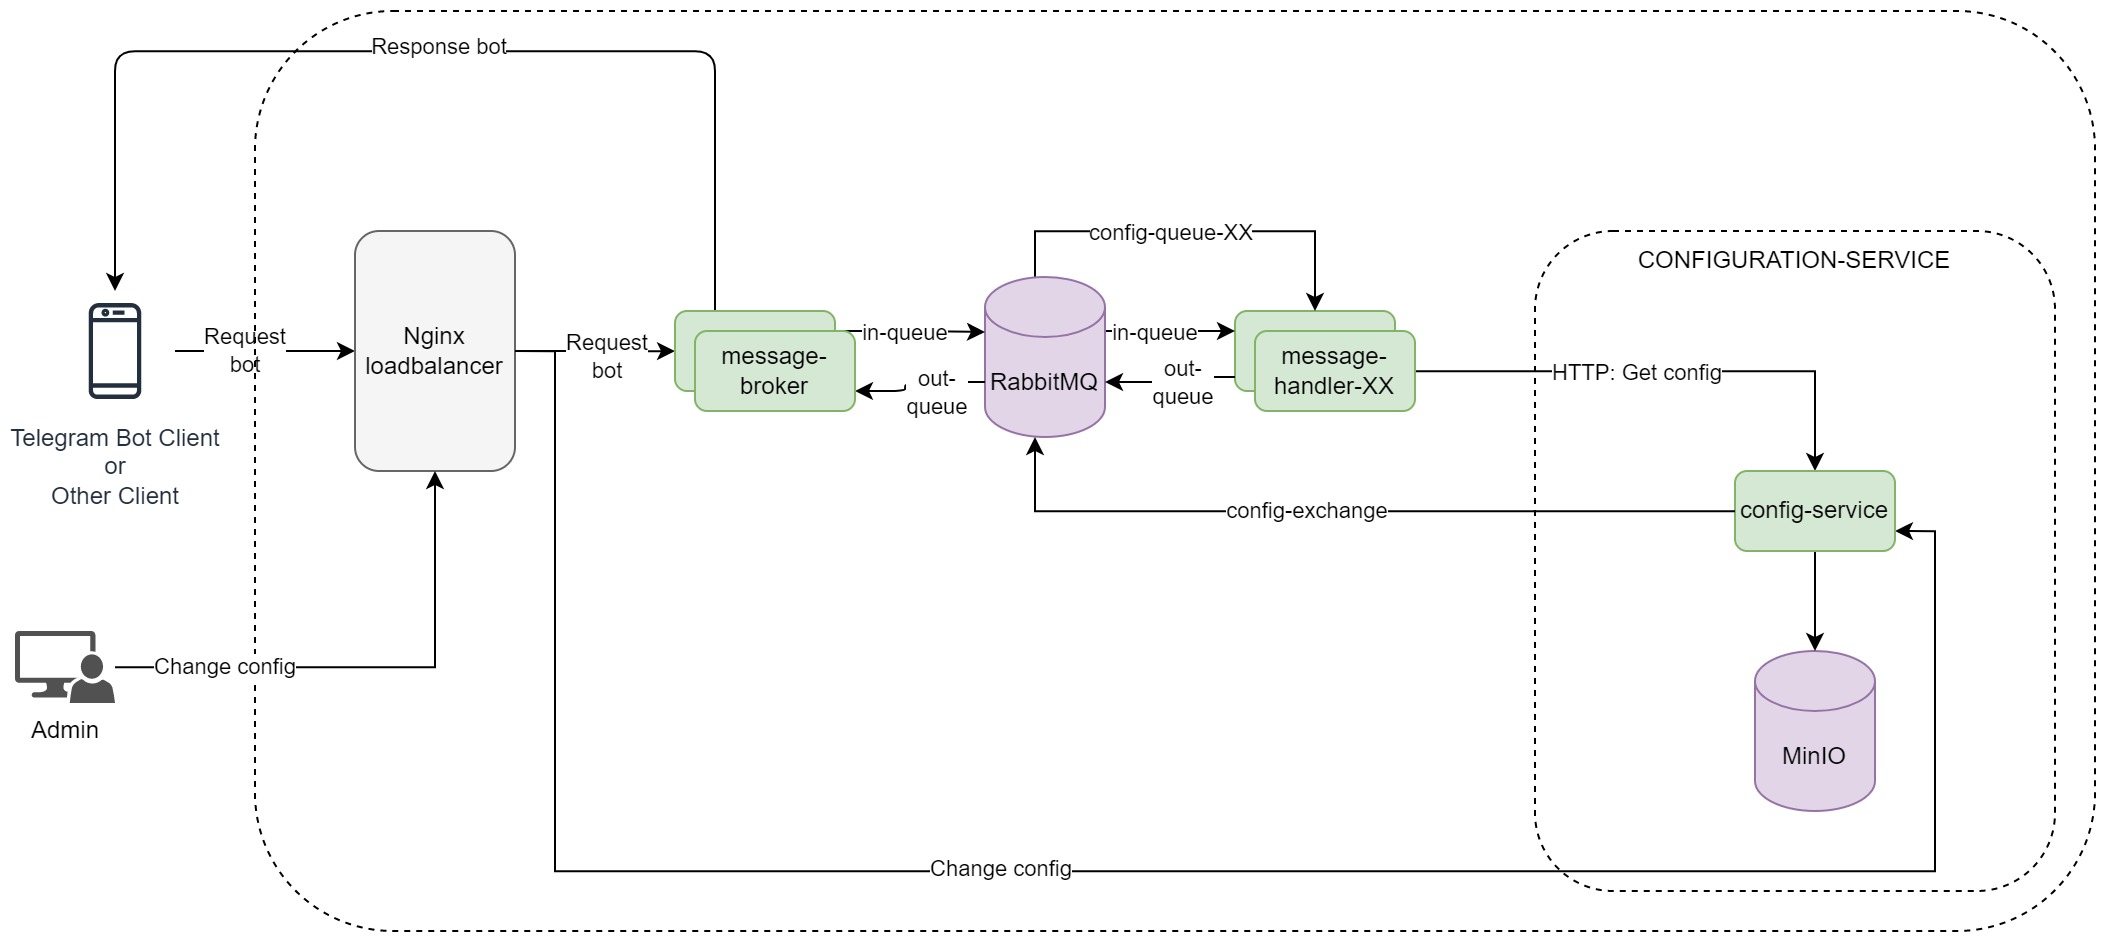 Response bot
config-queue-XX
CONFIGURATION-SERVICE
Request
bot
Nginx
loadbalancer
Request
bot
message-
broker
in-queue
out-
queue
RabbitMQ
in-queue
out-
queue
message-
handler-XX
HTTP: Get config
Telegram Bot Client
or
Other Client
config-exchange
config-service
Change config
Admin
MinIO
Change config